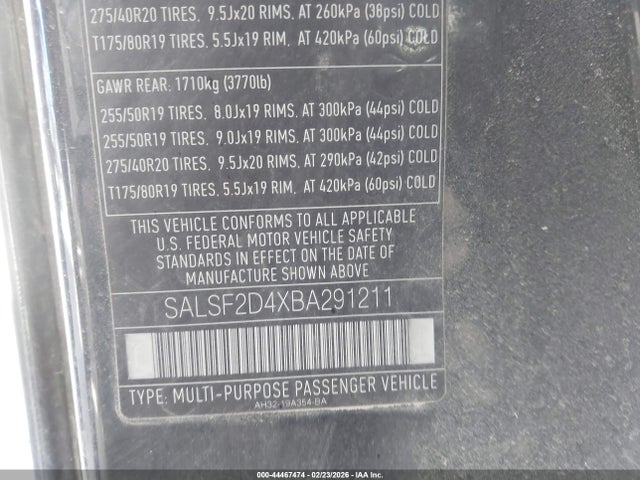 275/40R20 TIRES, 9.5Jx20 RIMS, AT 260kPa (38psi) COLD
T175/80R19 TIRES, 5.5Jx19 RIM, AT 420kPa (60psi) COLD
GAWR REAR: 1710kg (3770lb)
255/50R19 TIRES, 8.0Jx19 RIMS, AT 300kPa (44psi) COLD
255/50R19 TIRES, 9.0Jx19 RIMS, AT 300kPa (44psi) COLD
275/40R20 TIRES, 9.5Jx20 RIMS, AT 290kPa (42psi) COLD
T175/80R19 TIRES, 5.5Jx19 RIM, AT 420kPa (60psi) COLD
THIS VEHICLE CONFORMS TO ALL APPLICABLE
U.S. FEDERAL MOTOR VEHICLE SAFETY
STANDARDS IN EFFECT ON THE DATE OF
MANUFACTURE SHOWN ABOVE
SALSF2D4XBA291211
TYPE: MULTI-PURPOSE PASSENGER VEHICLE
AH32-19A354-BA
000-44467474 | 02/23/2026 - IAAI.COM